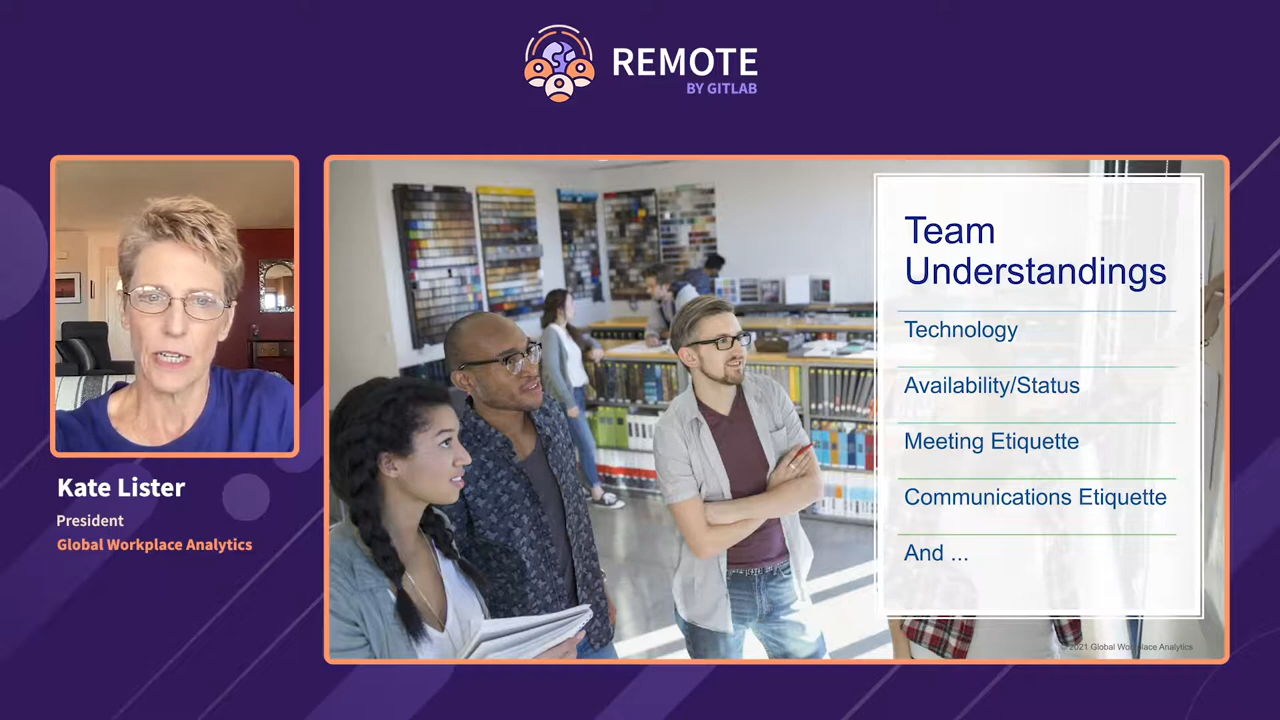 REMOTE
BY GITLAB
Team
Understandings
Technology
Availability/Status
Meeting Etiquette
Communications Etiquette
And ...
© 2021 Global Workplace Analytics
Kate Lister
President
Global Workplace Analytics